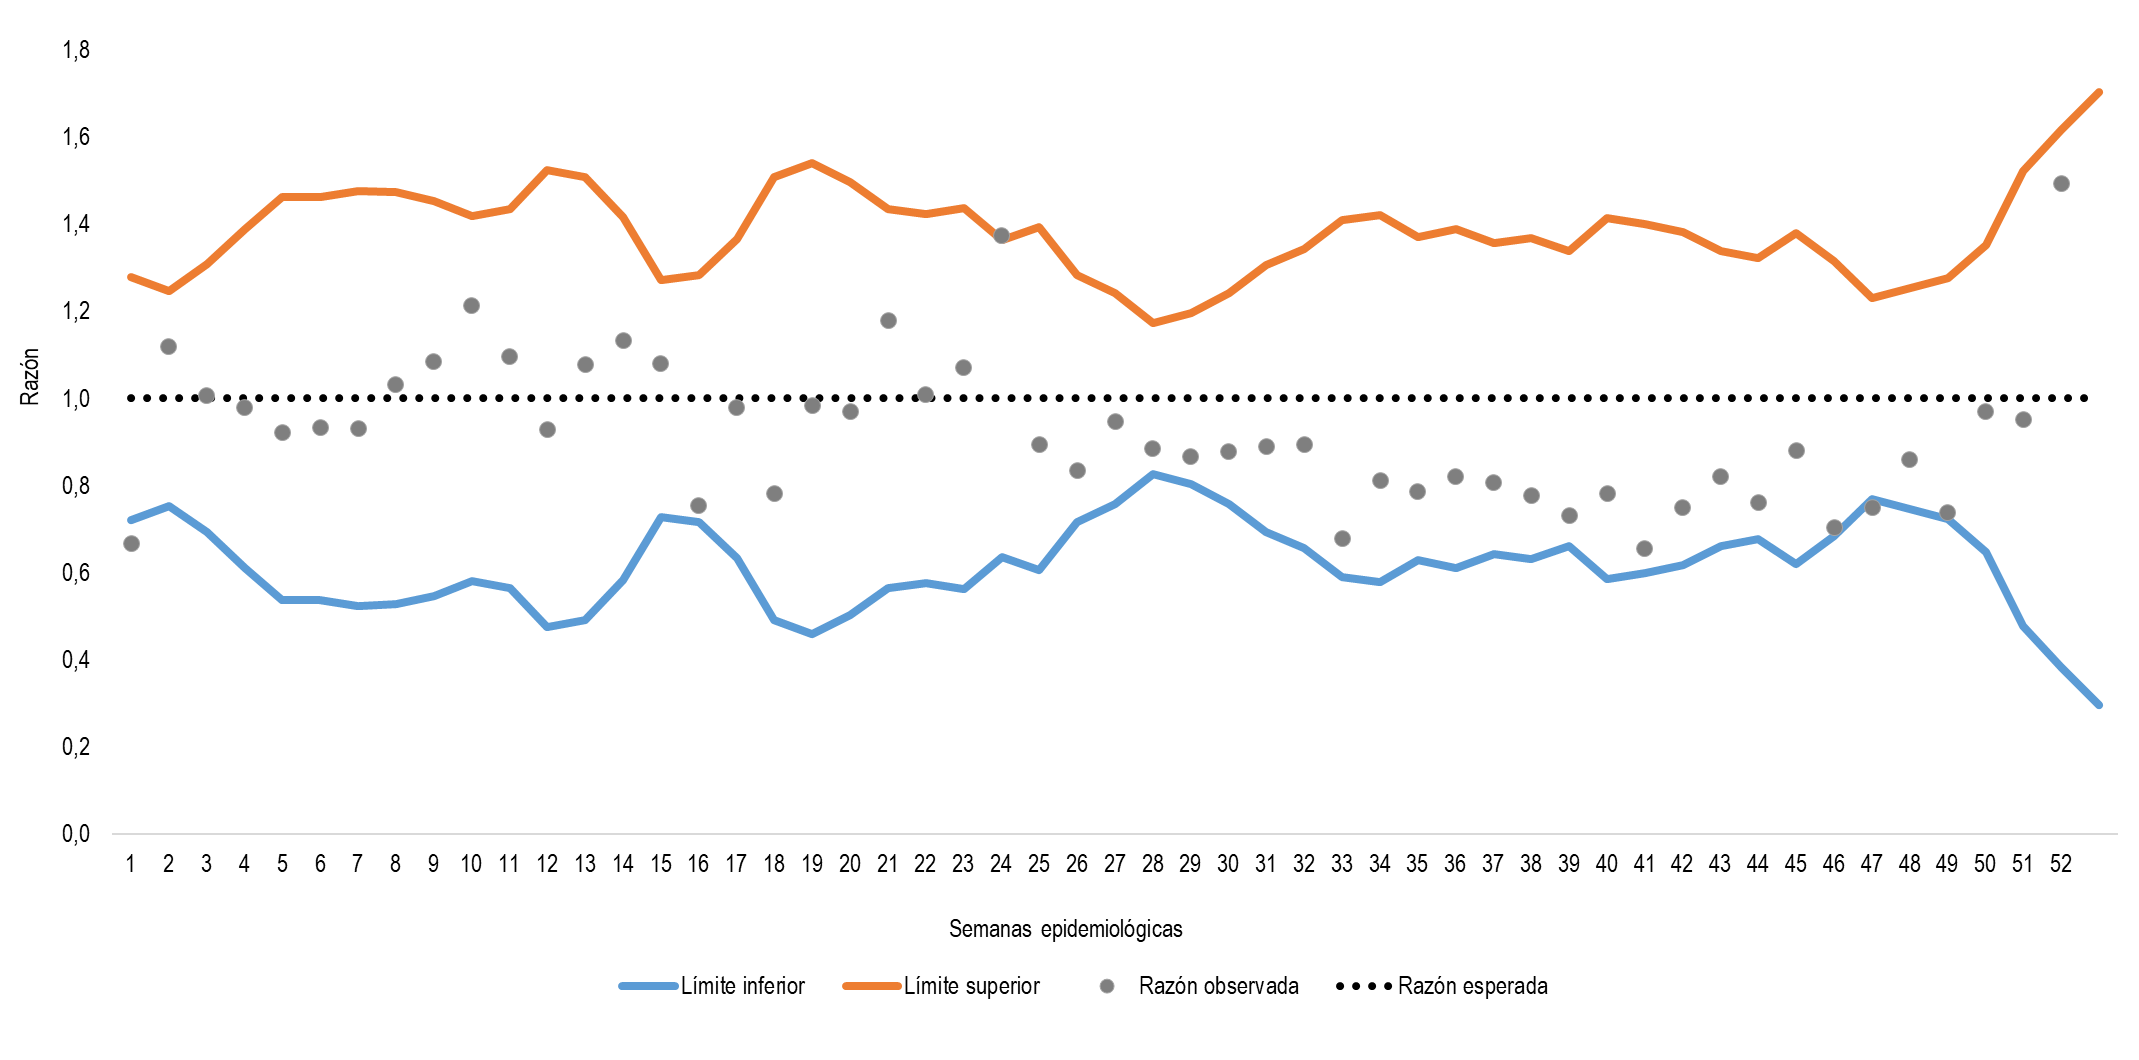 1,8
1,6
1,4
1,2
1,0
0,8
0,6
0,4
0,2
0,0
Razón
1 2 3 4 5 6 7 8 9 10 11 12 13 14 15 16 17 18 19 20 21 22 23 24 25 26 27 28 29 30 31 32 33 34 35 36 37 38 39 40 41 42 43 44 45 46 47 48 49 50 51 52
Semanas epidemiológicas
Límite inferior Límite superior Razón observada Razón esperada